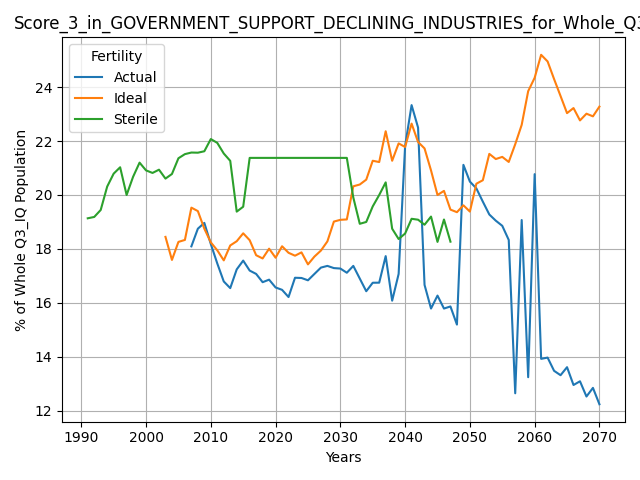 Score_3_in_GOVERNMENT_SUPPORT_DECLINING_INDUSTRIES_for_Whole_Q3
Fertility
Actual
Ideal
Sterile
% of Whole Q3_IQ Population
24
22
20
18
16
14
12
1990 2000 2010 2020 2030 2040 2050 2060 2070
Years